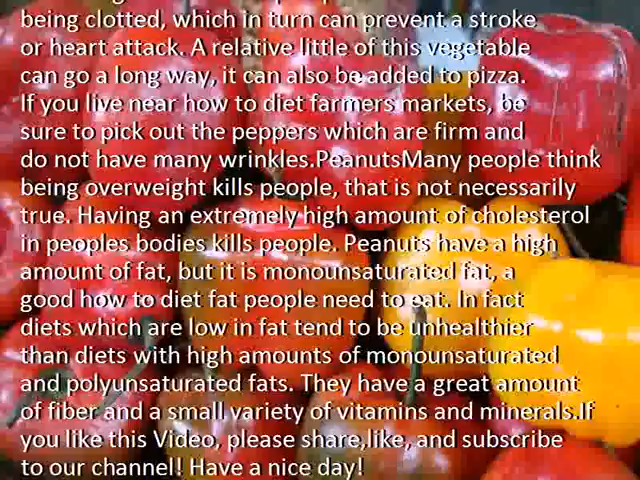 being clotted, which in turn can prevent a stroke
or heart attack. A relative little of this vegetable
can go a long way, it can also be added to pizza.
If you live near how to diet farmers markets, be
sure to pick out the peppers which are firm and
do not have many wrinkles.PeanutsMany people think
being overweight kills people, that is not necessarily
true. Having an extremely high amount of cholesterol
in peoples bodies kills people. Peanuts have a high
amount of fat, but it is monounsaturated fat, a
good how to diet fat people need to eat. In fact
diets which are low in fat tend to be unhealthier
than diets with high amounts of monounsaturated
and polyunsaturated fats. They have a great amount
of fiber and a small variety of vitamins and minerals.If
you like this Video, please share,like, and subscribe
to our channel! Have a nice day!